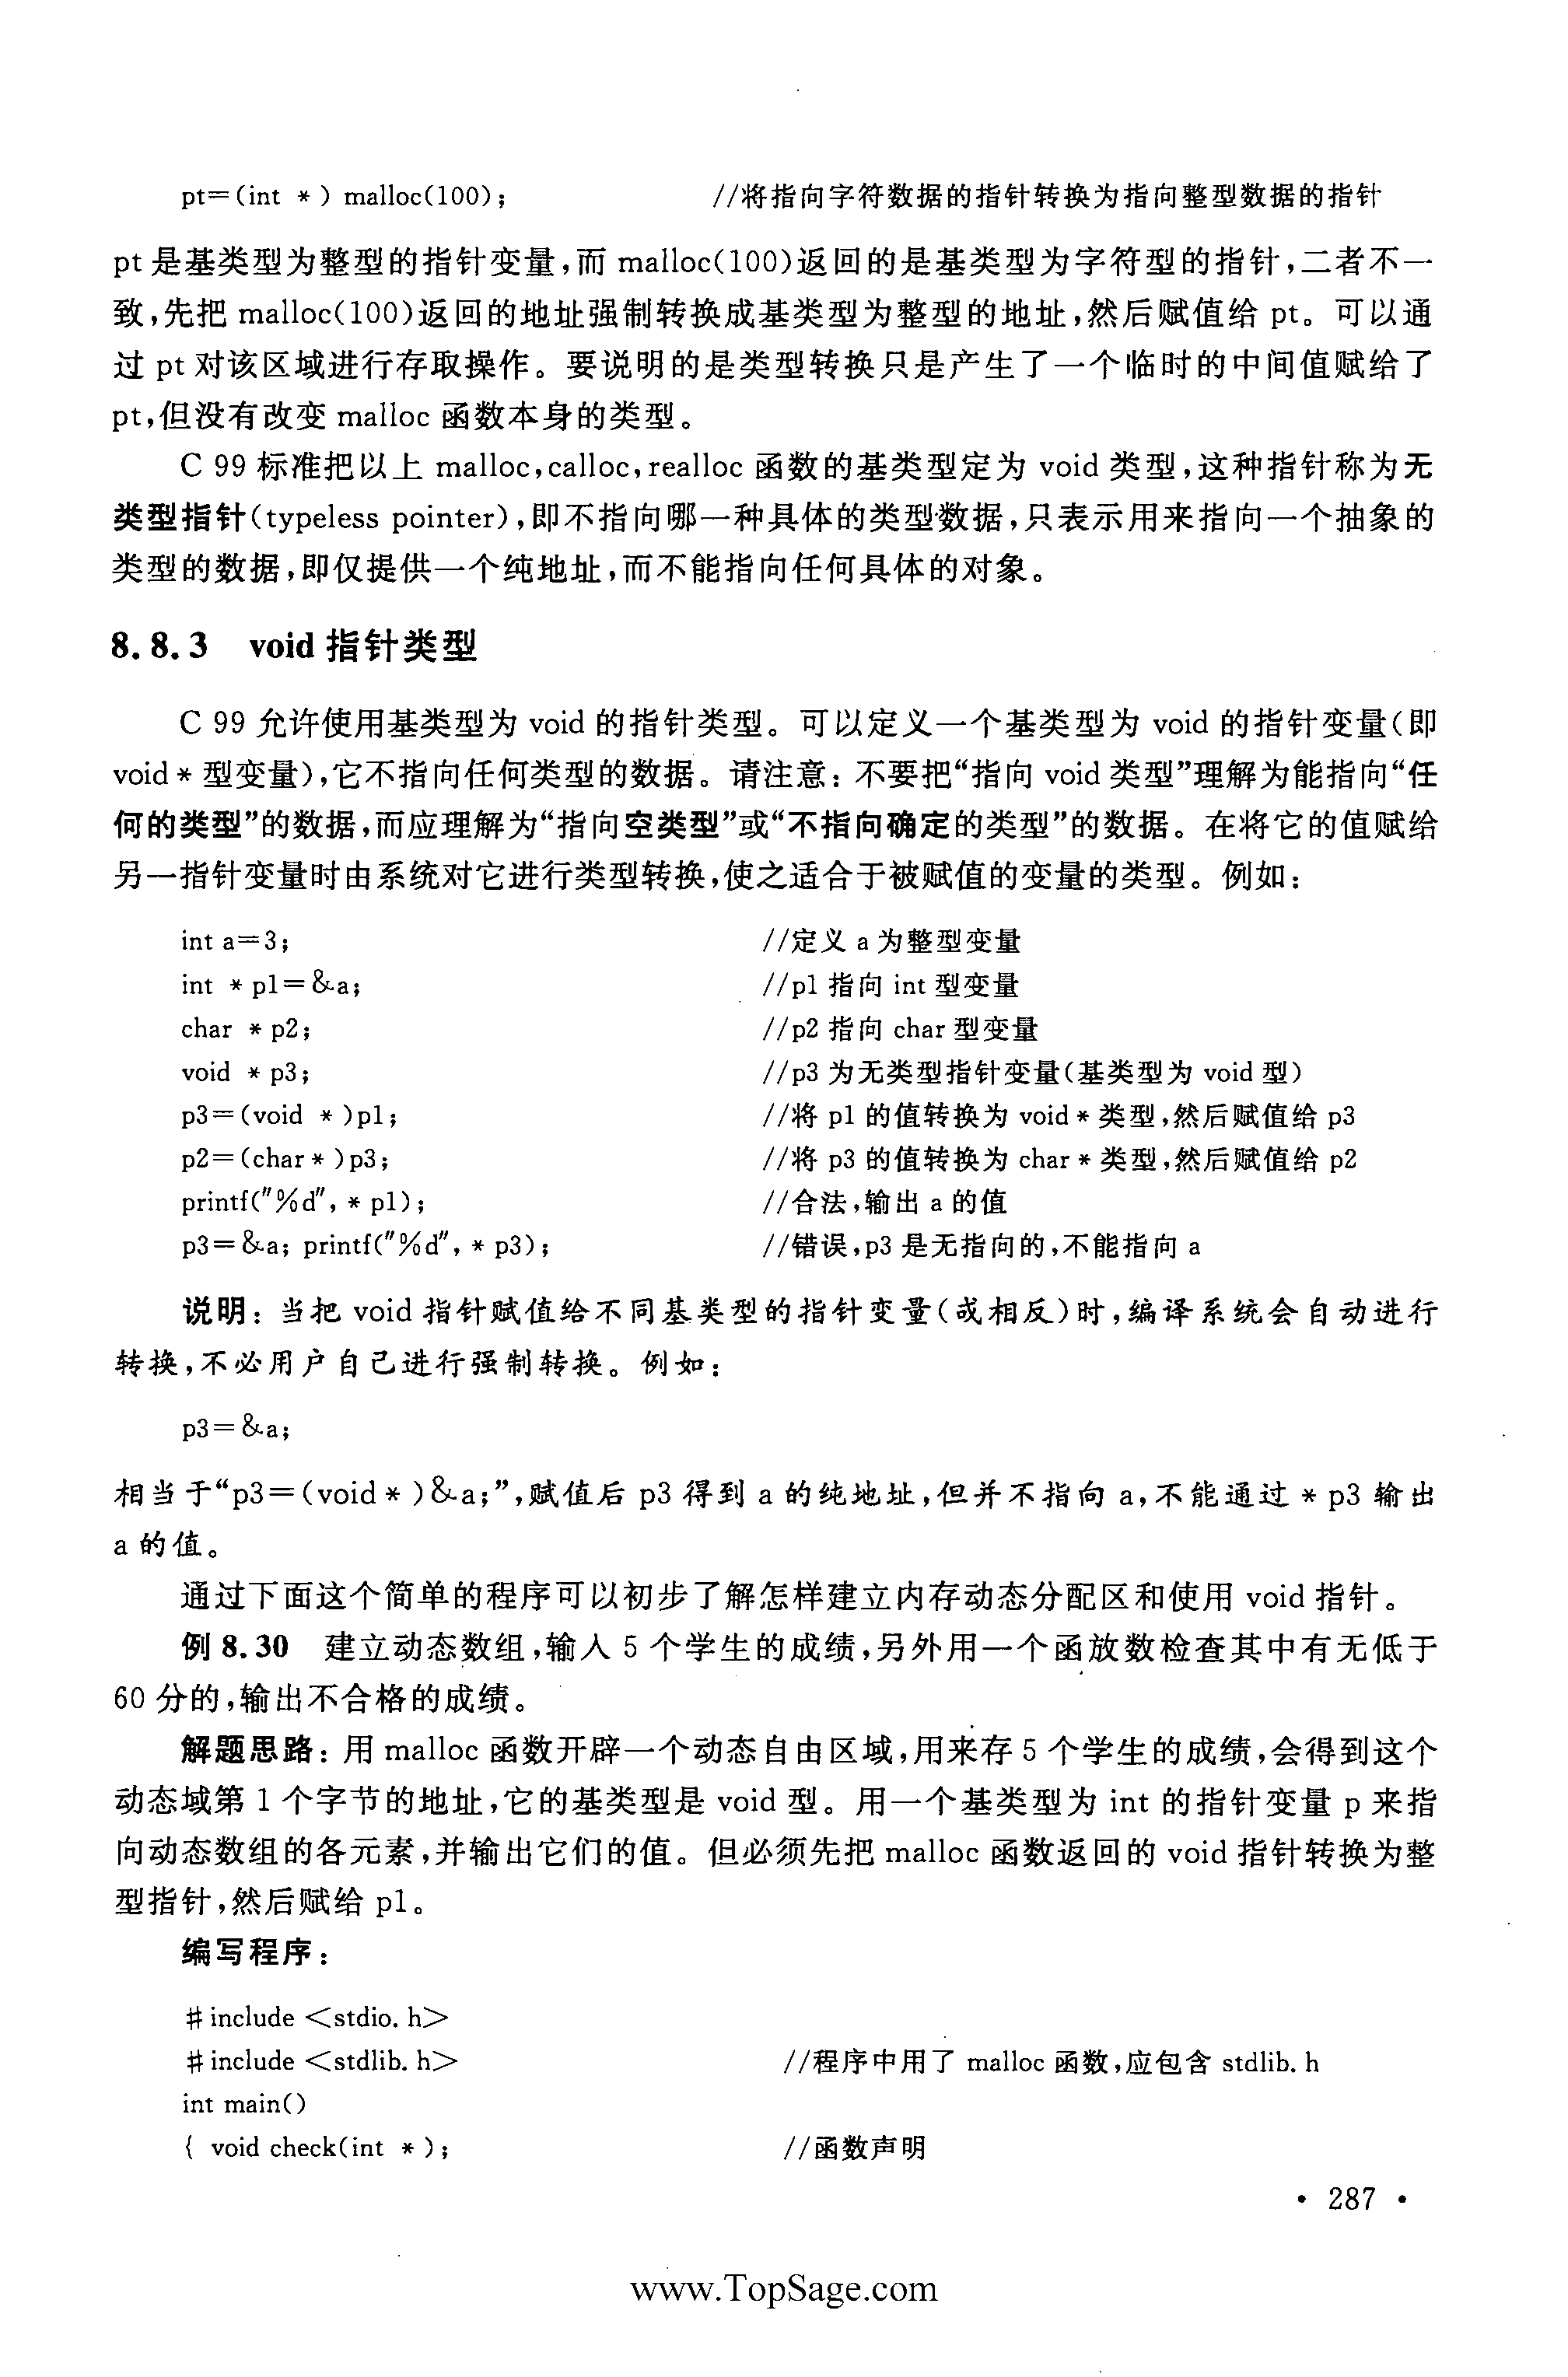 pt=(int *) malloc(100); //将指向字符数据的指针转换为指向整型数据的指针
pt 是基类型为整型的指针变量,而 malloc(100)返回的是基类型为字符型的指针,二者不一
致,先把 malloc(100)返回的地址强制转换成基类型为整型的地址,然后赋值给 pt。可以通
过 pt 对该区域进行存取操作。要说明的是类型转换只是产生了一个临时的中间值赋给了
pt,但没有改变 malloc 函数本身的类型。
C 99 标准把以上 malloc,calloc,realloc 函数的基类型定为 void 类型,这种指针称为无
类型指针(typeless pointer),即不指向哪一种具体的类型数据,只表示用来指向一个抽象的
类型的数据,即仅提供一个纯地址,而不能指向任何具体的对象。
8.8.3 void 指针类型
C 99 允许使用基类型为 void 的指针类型。可以定义一个基类型为 void 的指针变量(即
void * 型变量),它不指向任何类型的数据。请注意:不要把“指向 void 类型”理解为能指向“任
何的类型”的数据,而应理解为“指向空类型”或“不指向确定的类型”的数据。在将它的值赋给
另一指针变量时由系统对它进行类型转换,使之适合于被赋值的变量的类型。例如:
int a=3; //定义 a 为整型变量
int * p1=&a; //p1 指向 int 型变量
char * p2; //p2 指向 char 型变量
void * p3; //p3 为无类型指针变量(基类型为 void 型)
p3=(void *)p1; //将 p1 的值转换为 void * 类型,然后赋值给 p3
p2=(char *)p3; //将 p3 的值转换为 char * 类型,然后赋值给 p2
printf("%d", * p1); //合法,输出 a 的值
p3=&a; printf("%d", * p3); //错误,p3 是无指向的,不能指向 a
说明:当把 void 指针赋值给不同基类型的指针变量(或相反)时,编译系统会自动进行
转换,不必用户自己进行强制转换。例如:
p3=&a;
相当于“p3=(void *)&a;”,赋值后 p3 得到 a 的纯地址,但并不指向 a,不能通过 * p3 输出
a 的值。
通过下面这个简单的程序可以初步了解怎样建立内存动态分配区和使用 void 指针。
例 8.30 建立动态数组,输入 5 个学生的成绩,另外用一个函放数检查其中有无低于
60 分的,输出不合格的成绩。
解题思路:用 malloc 函数开辟一个动态自由区域,用来存 5 个学生的成绩,会得到这个
动态域第 1 个字节的地址,它的基类型是 void 型。用一个基类型为 int 的指针变量 p 来指
向动态数组的各元素,并输出它们的值。但必须先把 malloc 函数返回的 void 指针转换为整
型指针,然后赋给 p1。
编写程序:
#include <stdio.h>
#include <stdlib.h> //程序中用了 malloc 函数,应包含 stdlib.h
int main()
{ void check(int *); //函数声明
· 287 ·
www.TopSage.com